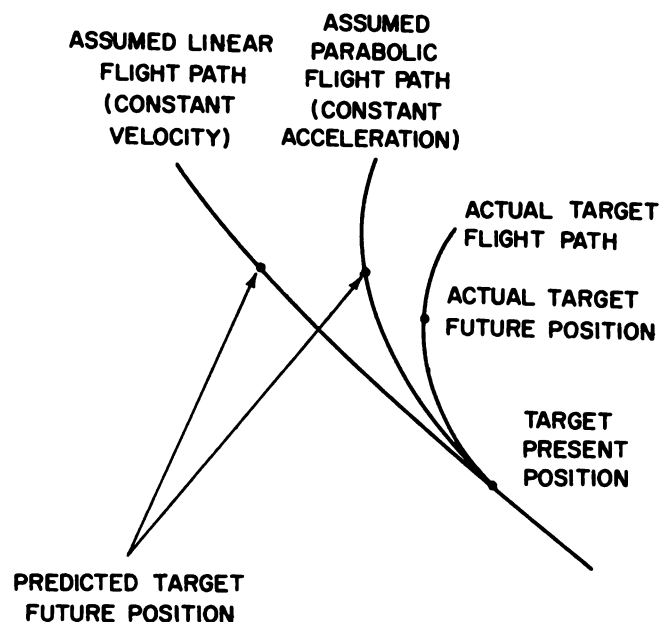 ASSUMED LINEAR
FLIGHT PATH
(CONSTANT
VELOCITY)
ASSUMED
PARABOLIC
FLIGHT PATH
(CONSTANT
ACCELERATION)
ACTUAL TARGET
FLIGHT PATH
ACTUAL TARGET
FUTURE POSITION
TARGET
PRESENT
POSITION
PREDICTED TARGET
FUTURE POSITION